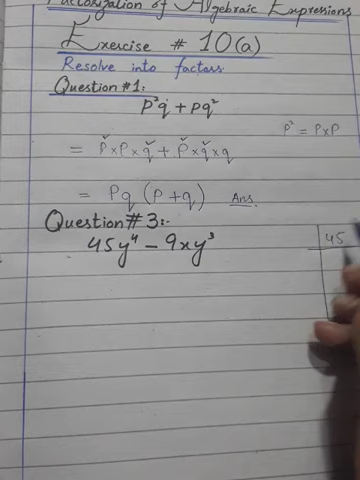 Factorization of Algebraic Expressions
Exercise # 10(a)
Resolve into factors.
Question #1:
p²q + pq²
p² = p×p
= p×p×q + p×q×q
= pq (p+q) Ans.
Question# 3:-
45y⁴ - 9xy³
45